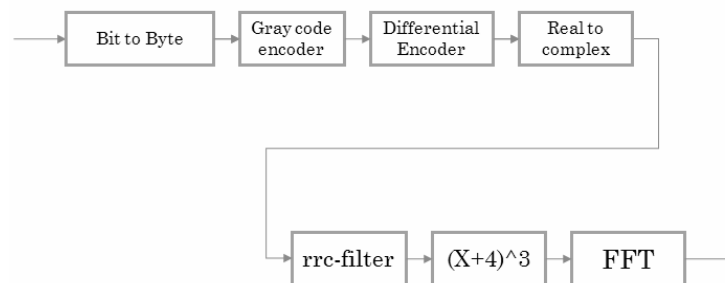 Bit to Byte
Gray code
encoder
Differential
Encoder
Real to
complex
rrc-filter
(X+4)^3
FFT